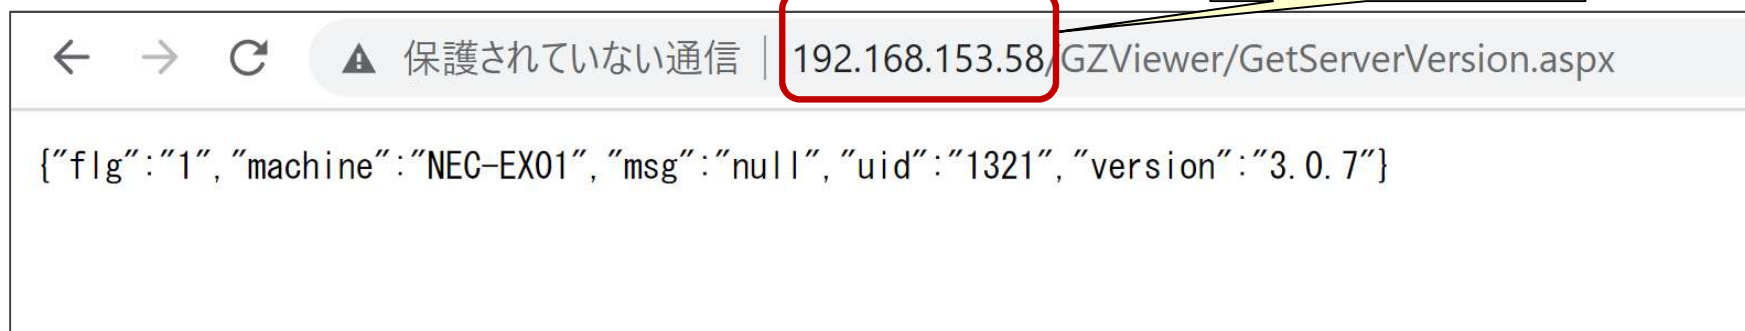 保護されていない通信 | 192.168.153.58/GZViewer/GetServerVersion.aspx
{"flg":"1","machine":"NEC-EX01","msg":"null","uid":"1321","version":"3.0.7"}